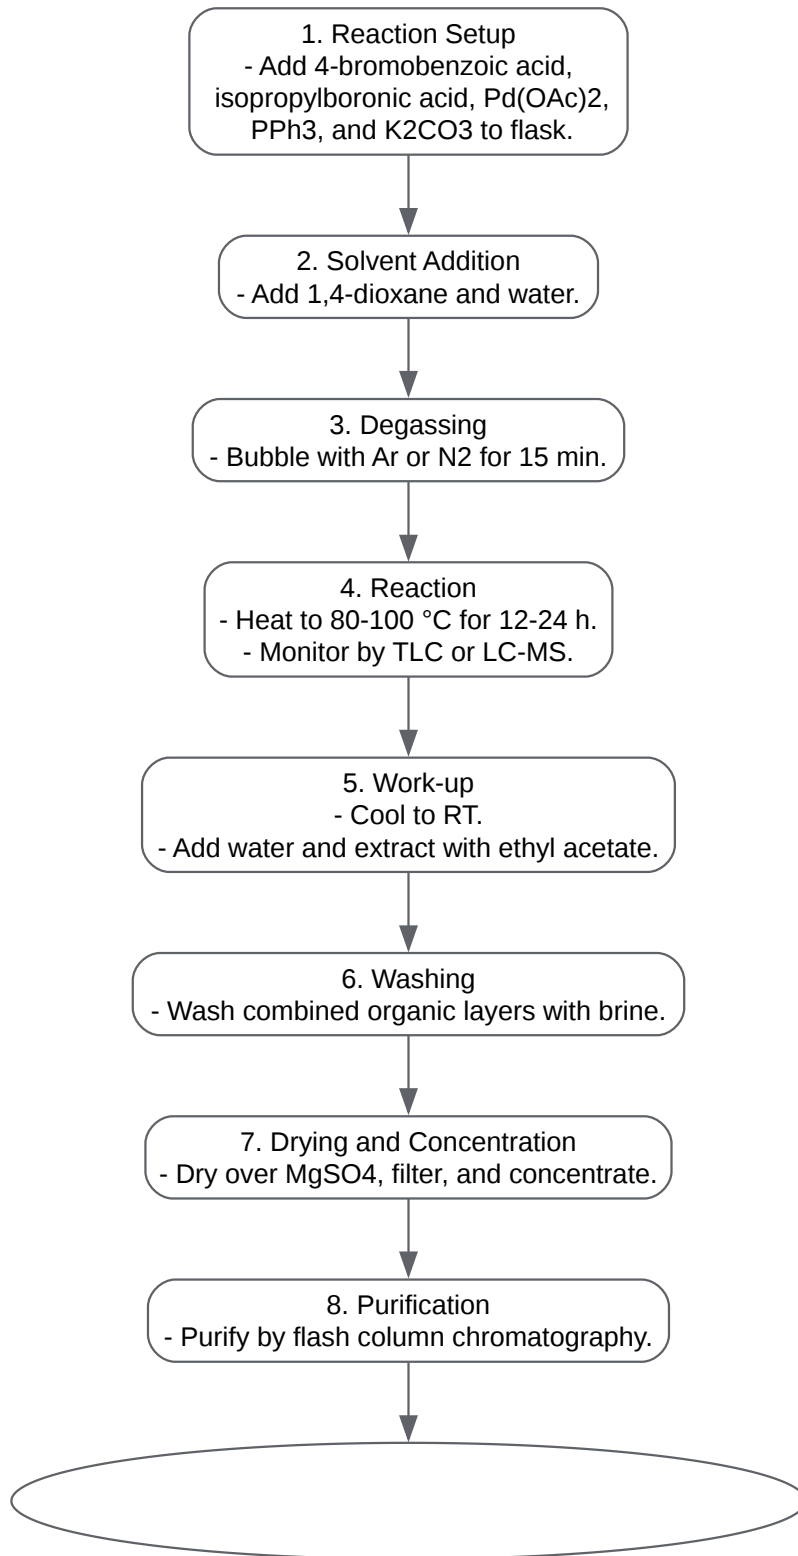 1. Reaction Setup
- Add 4-bromobenzoic acid,
isopropylboronic acid, Pd(OAc)2,
PPh3, and K2CO3 to flask.
2. Solvent Addition
- Add 1,4-dioxane and water.
3. Degassing
- Bubble with Ar or N2 for 15 min.
4. Reaction
- Heat to 80-100 °C for 12-24 h.
- Monitor by TLC or LC-MS.
5. Work-up
- Cool to RT.
- Add water and extract with ethyl acetate.
6. Washing
- Wash combined organic layers with brine.
7. Drying and Concentration
- Dry over MgSO4, filter, and concentrate.
8. Purification
- Purify by flash column chromatography.